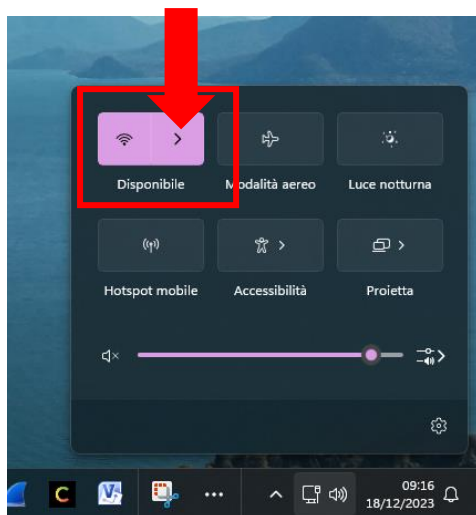 Disponibile
Modalità aereo
Luce notturna
Hotspot mobile
Accessibilità
Proietta
C
V
09:16
18/12/2023